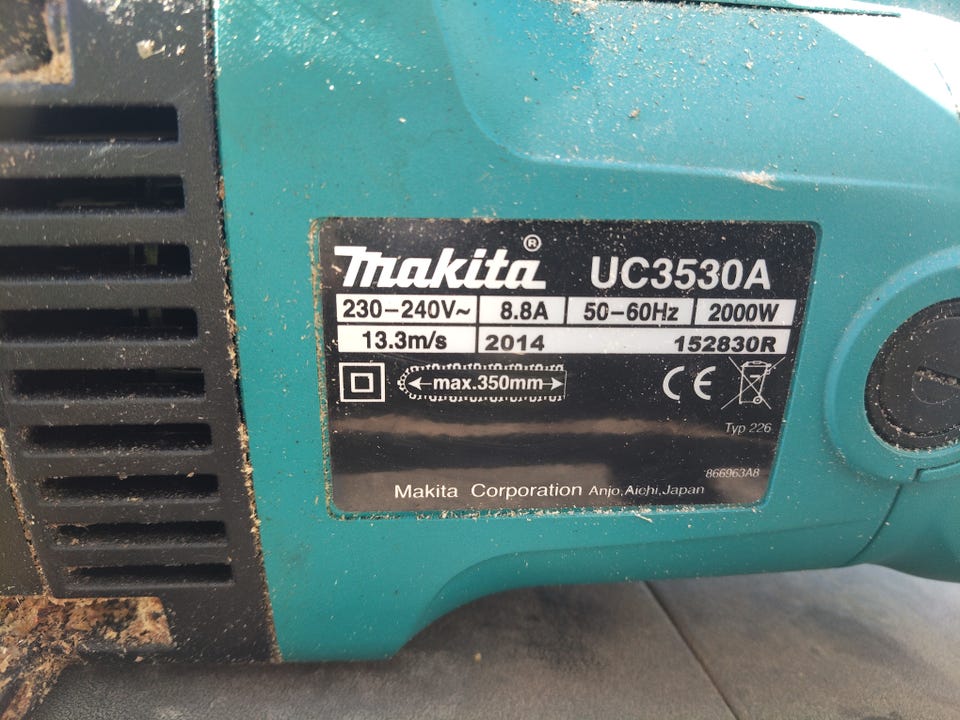 Makita® UC3530A
230-240V~ 8.8A 50-60Hz 2000W
13.3m/s 2014 152830R
max.350mm CE
Typ 226
866963A8
Makita Corporation Anjo, Aichi, Japan